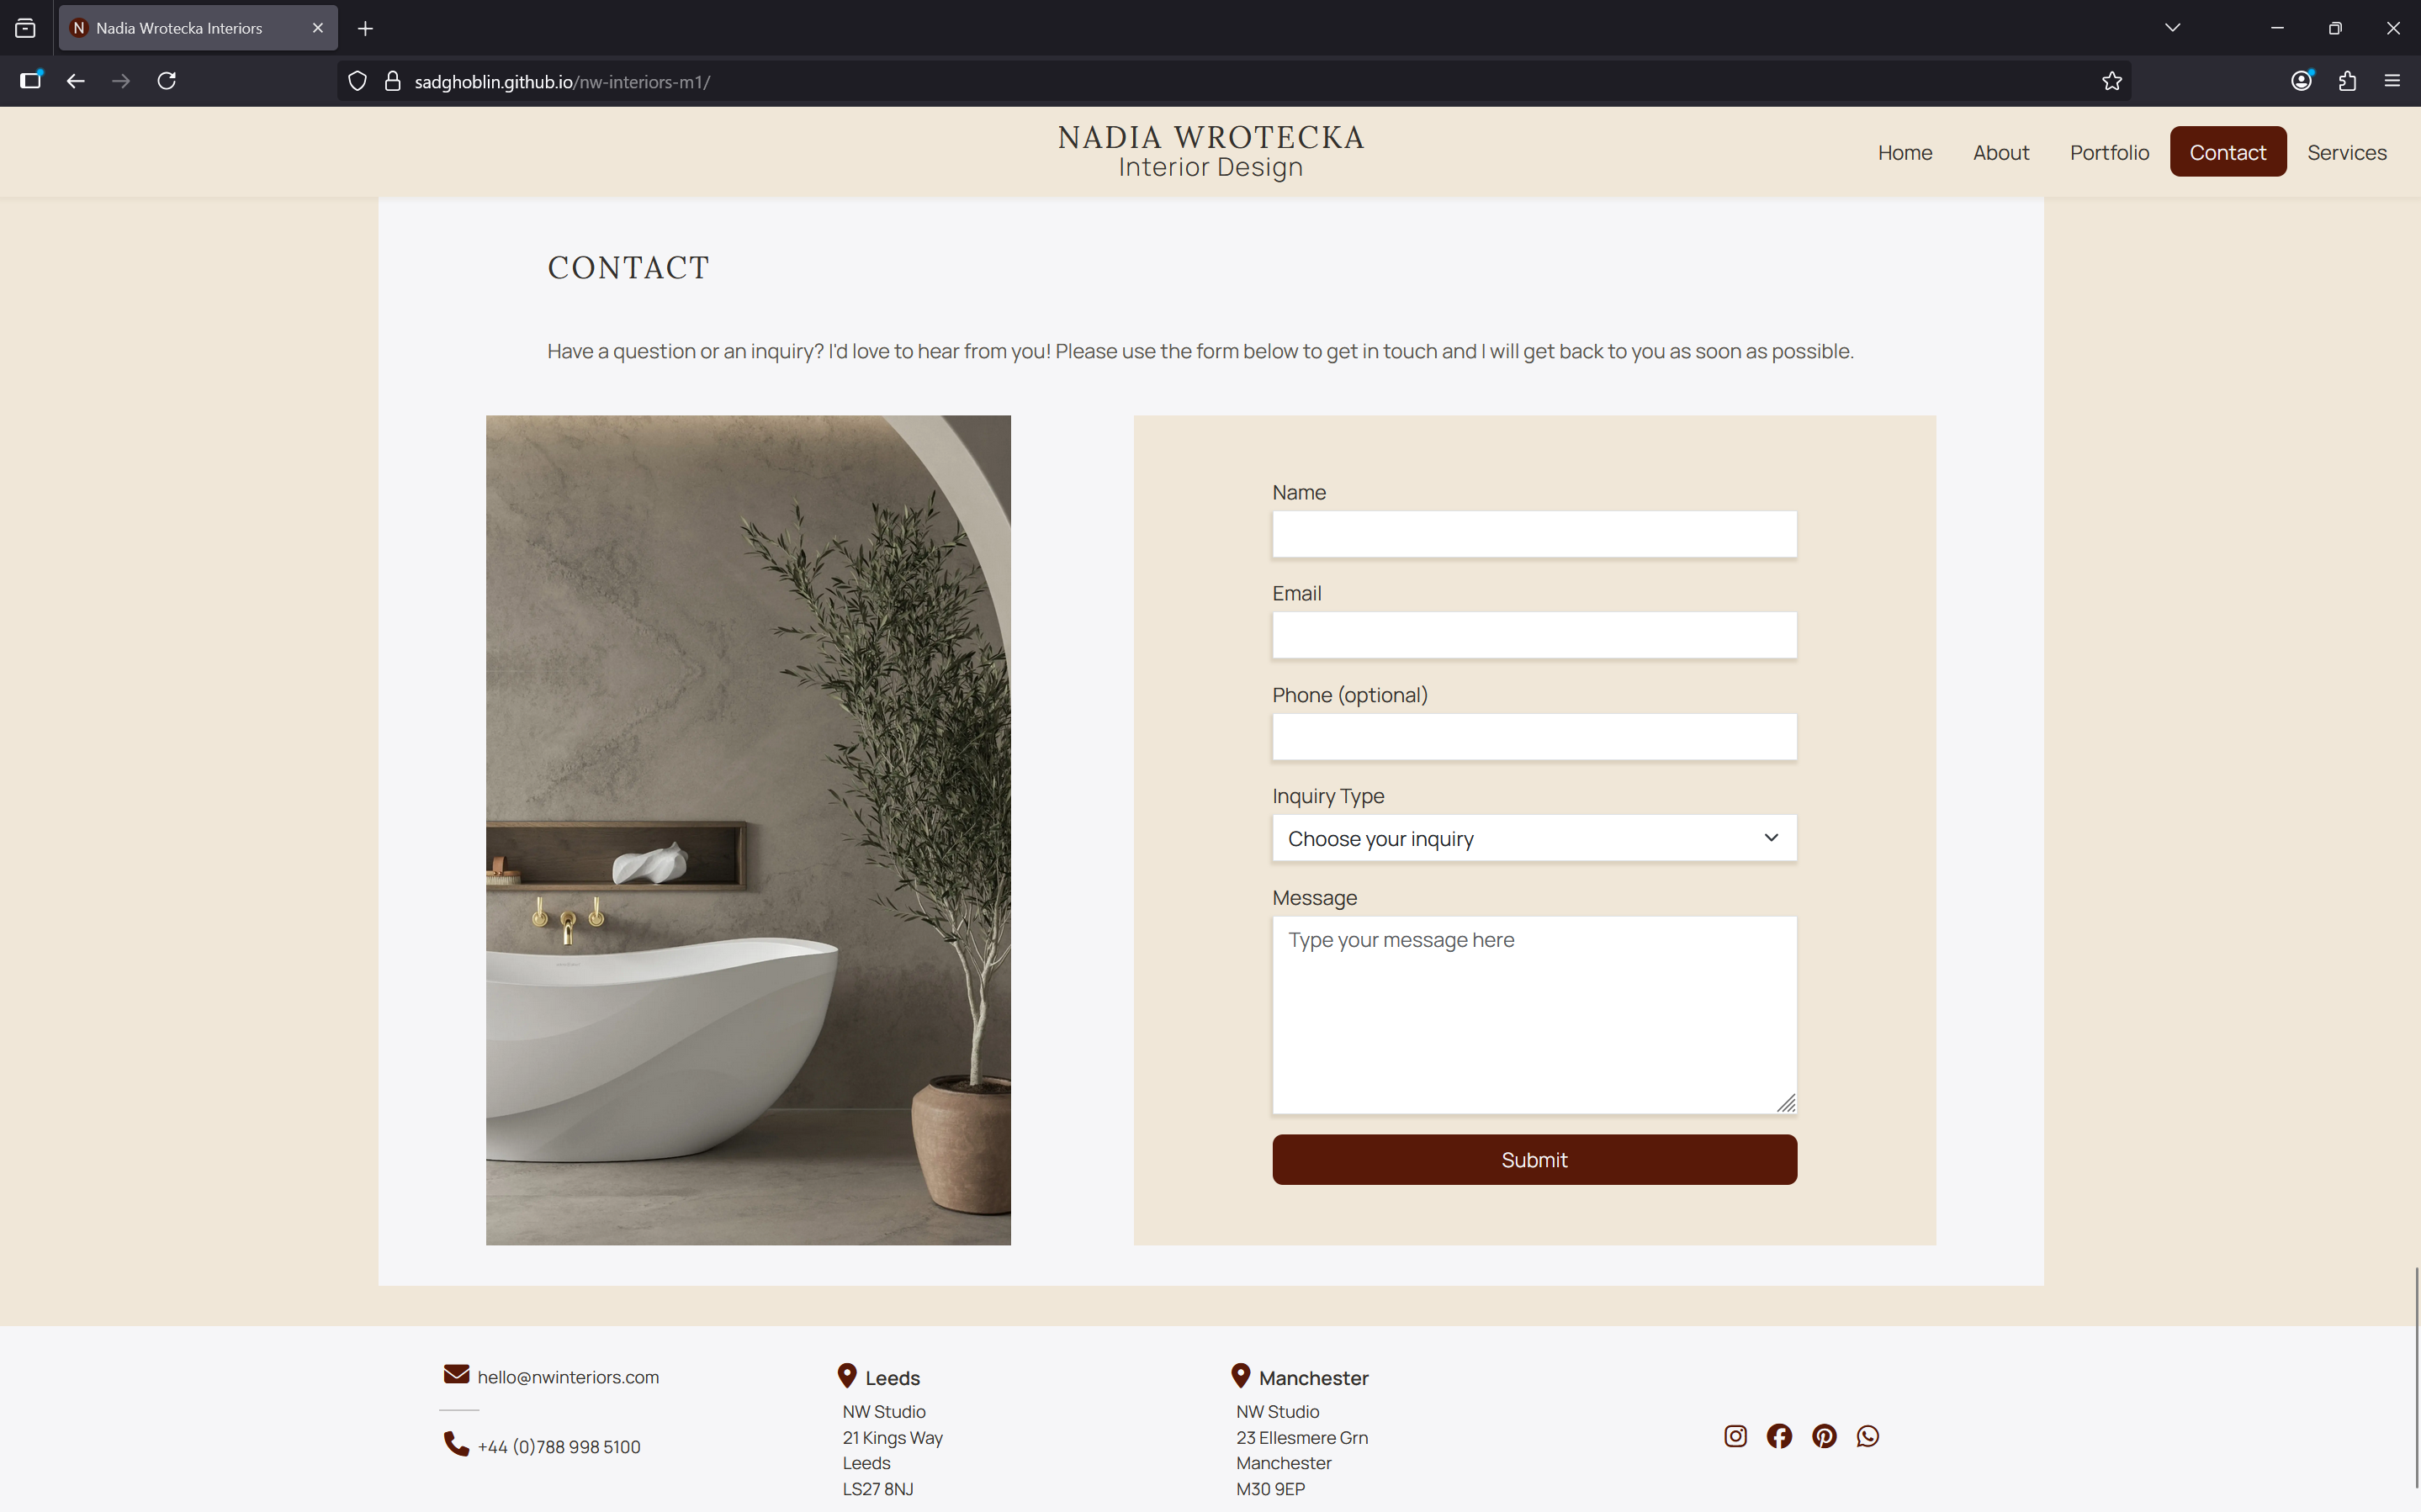 N Nadia Wrotecka Interiors
sadghoblin.github.io/nw-interiors-m1/
NADIA WROTECKA
Interior Design
Home About Portfolio Contact Services
CONTACT
Have a question or an inquiry? I'd love to hear from you! Please use the form below to get in touch and I will get back to you as soon as possible.
Name
Email
Phone (optional)
Inquiry Type
Choose your inquiry
Message
Type your message here
Submit
hello@nwinteriors.com
+44 (0)788 998 5100
Leeds
NW Studio
21 Kings Way
Leeds
LS27 8NJ
Manchester
NW Studio
23 Ellesmere Grn
Manchester
M30 9EP